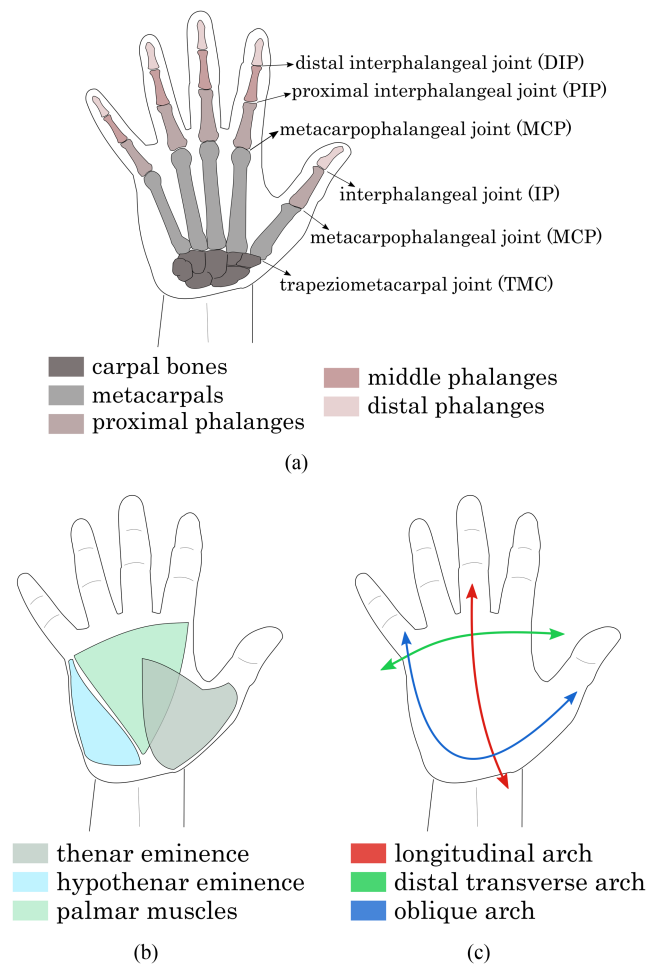 distal interphalangeal joint (DIP)
proximal interphalangeal joint (PIP)
metacarpophalangeal joint (MCP)
interphalangeal joint (IP)
metacarpophalangeal joint (MCP)
trapeziometacarpal joint (TMC)
carpal bones
metacarpals
proximal phalanges
middle phalanges
distal phalanges
(a)
thenar eminence
hypothenar eminence
palmar muscles
(b)
longitudinal arch
distal transverse arch
oblique arch
(c)